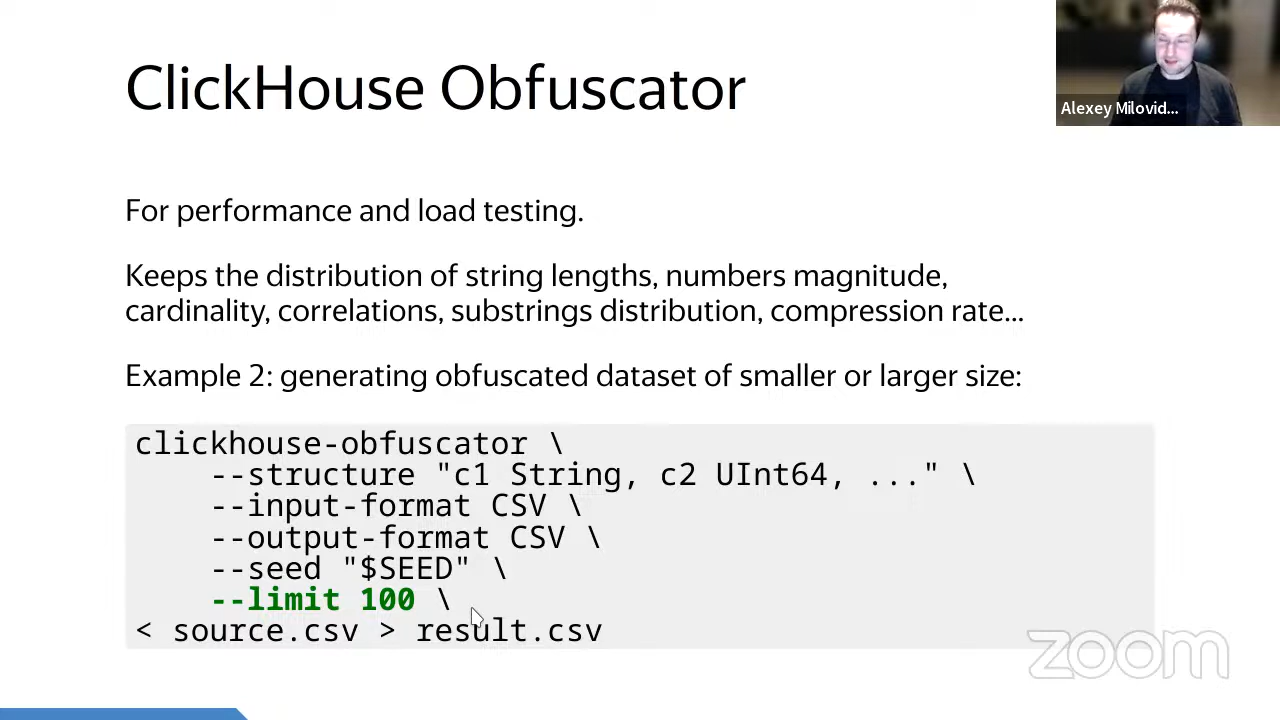 ClickHouse Obfuscator
Alexey Milovid...
For performance and load testing.
Keeps the distribution of string lengths, numbers magnitude,
cardinality, correlations, substrings distribution, compression rate...
Example 2: generating obfuscated dataset of smaller or larger size:
clickhouse-obfuscator \
    --structure "c1 String, c2 UInt64, ..." \
    --input-format CSV \
    --output-format CSV \
    --seed "$SEED" \
    --limit 100 \
< source.csv > result.csv
zoom